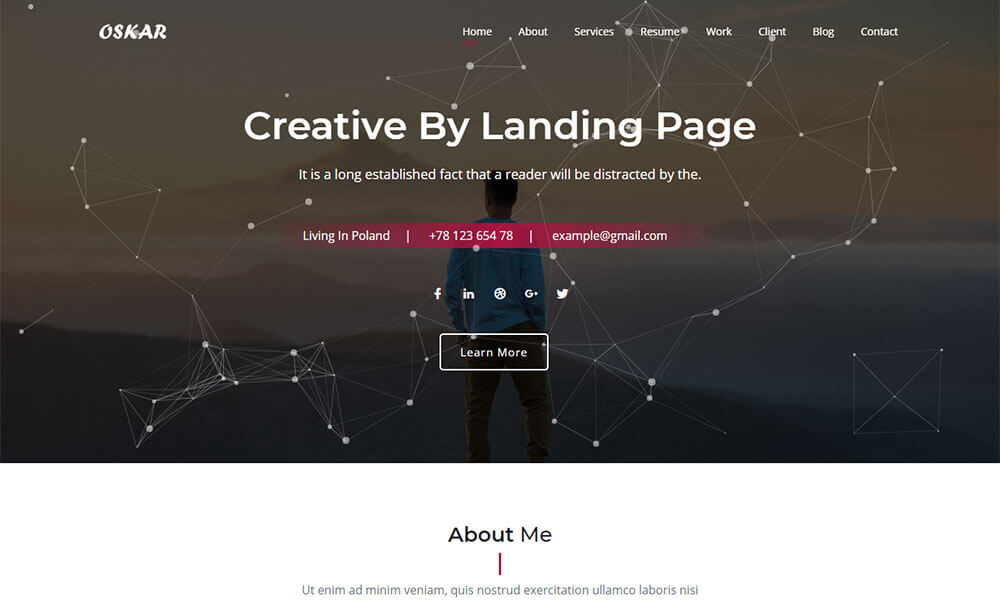 OSKAR Home About Services Resume Work Client Blog Contact
Creative By Landing Page
It is a long established fact that a reader will be distracted by the.
Living In Poland | +78 123 654 78 | example@gmail.com
f in G+
Learn More
About Me
Ut enim ad minim veniam, quis nostrud exercitation ullamco laboris nisi